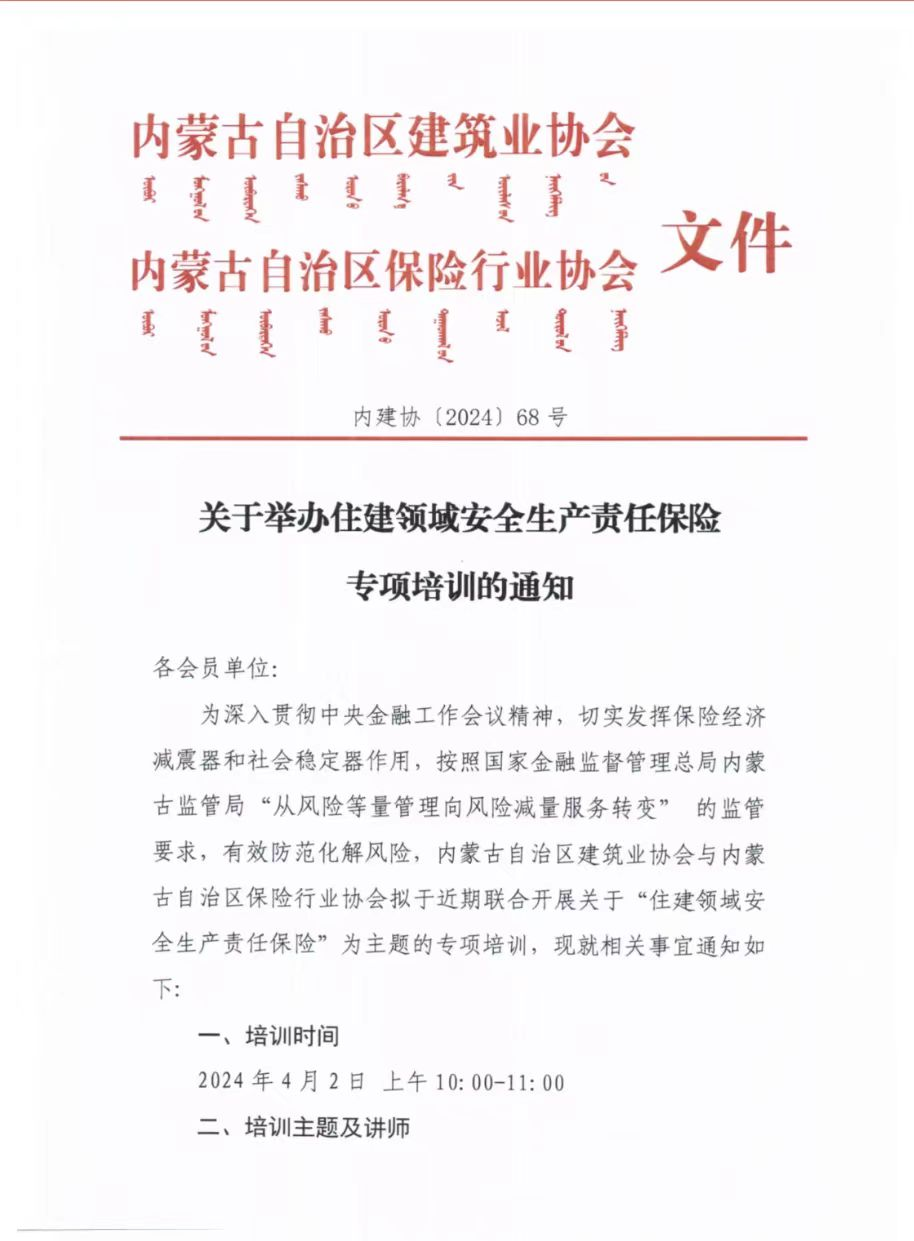 内蒙古自治区建筑业协会
内蒙古自治区保险行业协会
文件
内建协〔2024〕68 号
关于举办住建领域安全生产责任保险
专项培训的通知
各会员单位：
为深入贯彻中央金融工作会议精神，切实发挥保险经济
减震器和社会稳定器作用，按照国家金融监督管理总局内蒙
古监管局“从风险等量管理向风险减量服务转变” 的监管
要求，有效防范化解风险，内蒙古自治区建筑业协会与内蒙
古自治区保险行业协会拟于近期联合开展关于“住建领域安
全生产责任保险”为主题的专项培训，现就相关事宜通知如
下：
一、培训时间
2024 年 4 月 2 日 上午 10：00-11：00
二、培训主题及讲师